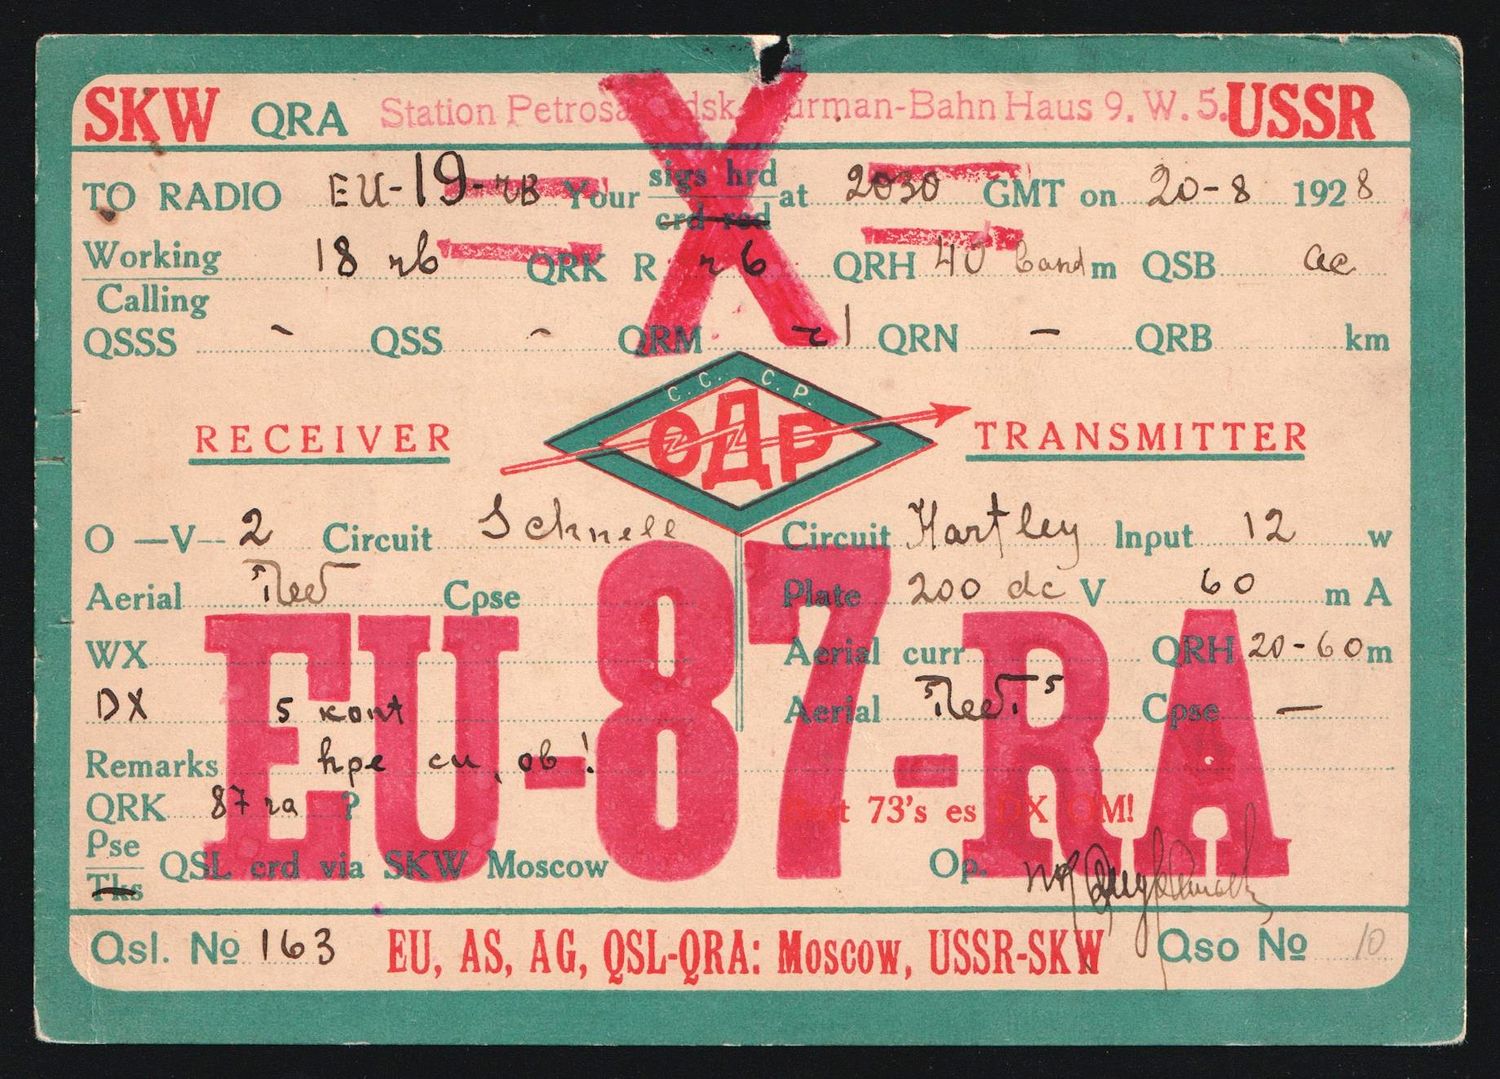 SKW QRA Station Petrosawodsk Murman-Bahn Haus 9. W. 5. USSR
TO RADIO EU-19-RB Your sigs hrd crd rcd at 2030 GMT on 20-8 1928
Working Calling 18 rb QRK R r6 QRH 40 band m QSB ac
QSSS - QSS - QRM r1 QRN - QRB km
С.С.С.Р.
ОДР
RECEIVER TRANSMITTER
O —V— 2 Circuit Schnell Circuit Hartley Input 12 w
Aerial Cpse Plate 200 dc V 60 m A
WX Aerial curr. QRH 20-60 m
DX 5 kont Aerial Cpse —
Remarks hpe cu, ob!
QRK 87 ra ? Best 73's es DX OM!
Pse Tks QSL crd via SKW Moscow Op.
EU-87-RA
Qsl. No 163 EU, AS, AG, QSL-QRA: Moscow, USSR-SKW Qso No 10